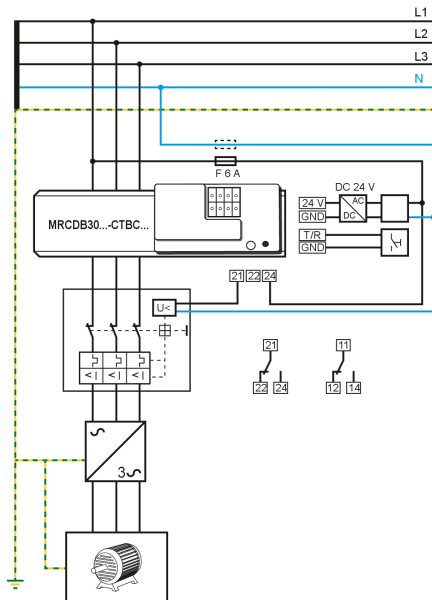 L1
L2
L3
N
F 6 A
DC 24 V
24 V
AC
DC
GND
MRCDB30...-CTBC...
T/R
GND
21 22 24
U<
21 11
22 24 12 14
3